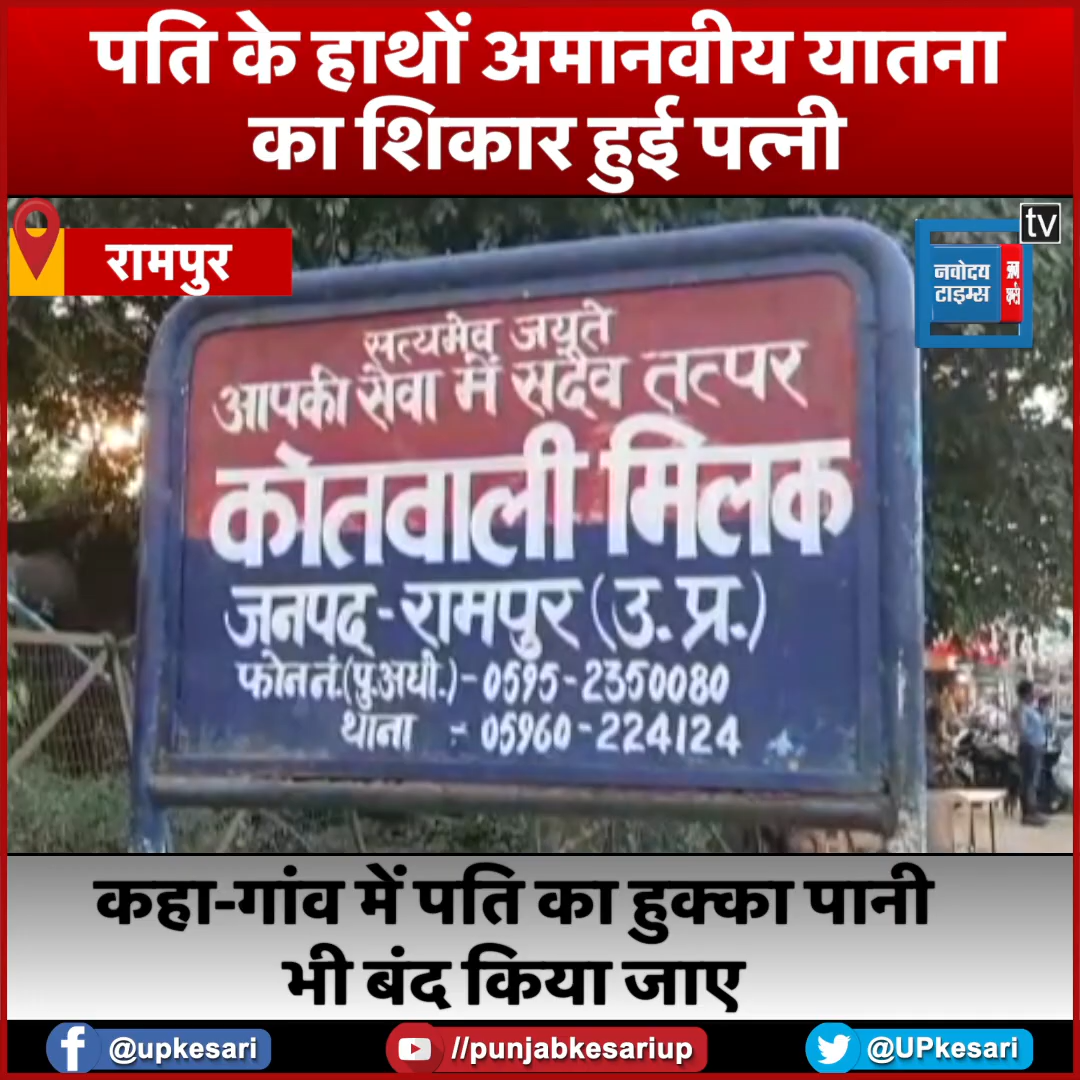 पति के हाथों अमानवीय यातना
का शिकार हुई पत्नी
रामपुर
tv
नवोदय
टाइम्स
सत्यमेव जयते
आपकी सेवा में सदैव तत्पर
कोतवाली मिलक
जनपद-रामपुर (उ. प्र.)
फोन नं.(पु.अधी.)-0595-2350080
थाना :- 05960-224124
कहा-गांव में पति का हुक्का पानी
भी बंद किया जाए
@upkesari
//punjabkesariup
@UPkesari